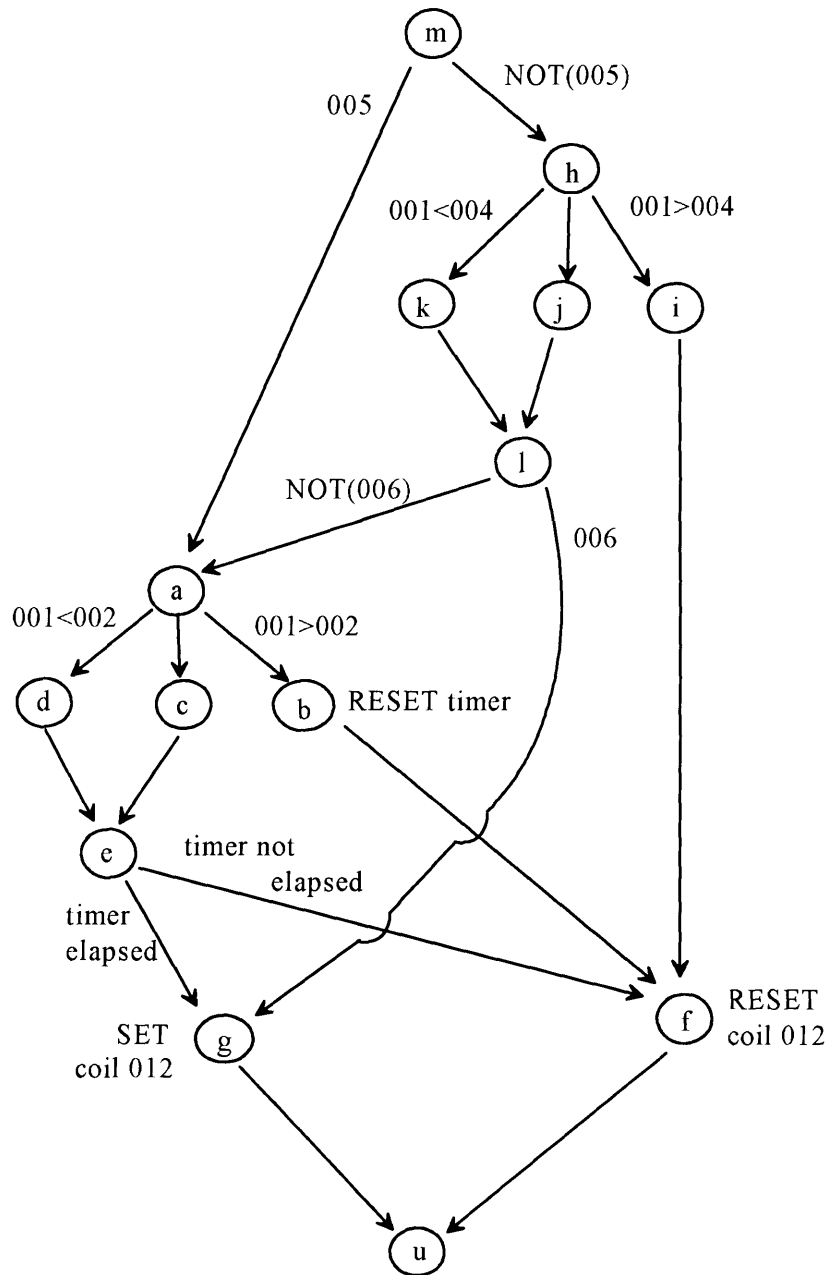 m
NOT(005)
005
h
001<004
001>004
k
j
i
l
NOT(006)
006
a
001<002
001>002
d
c
b
RESET timer
e
timer not
elapsed
timer
elapsed
SET
coil 012
g
f
RESET
coil 012
u